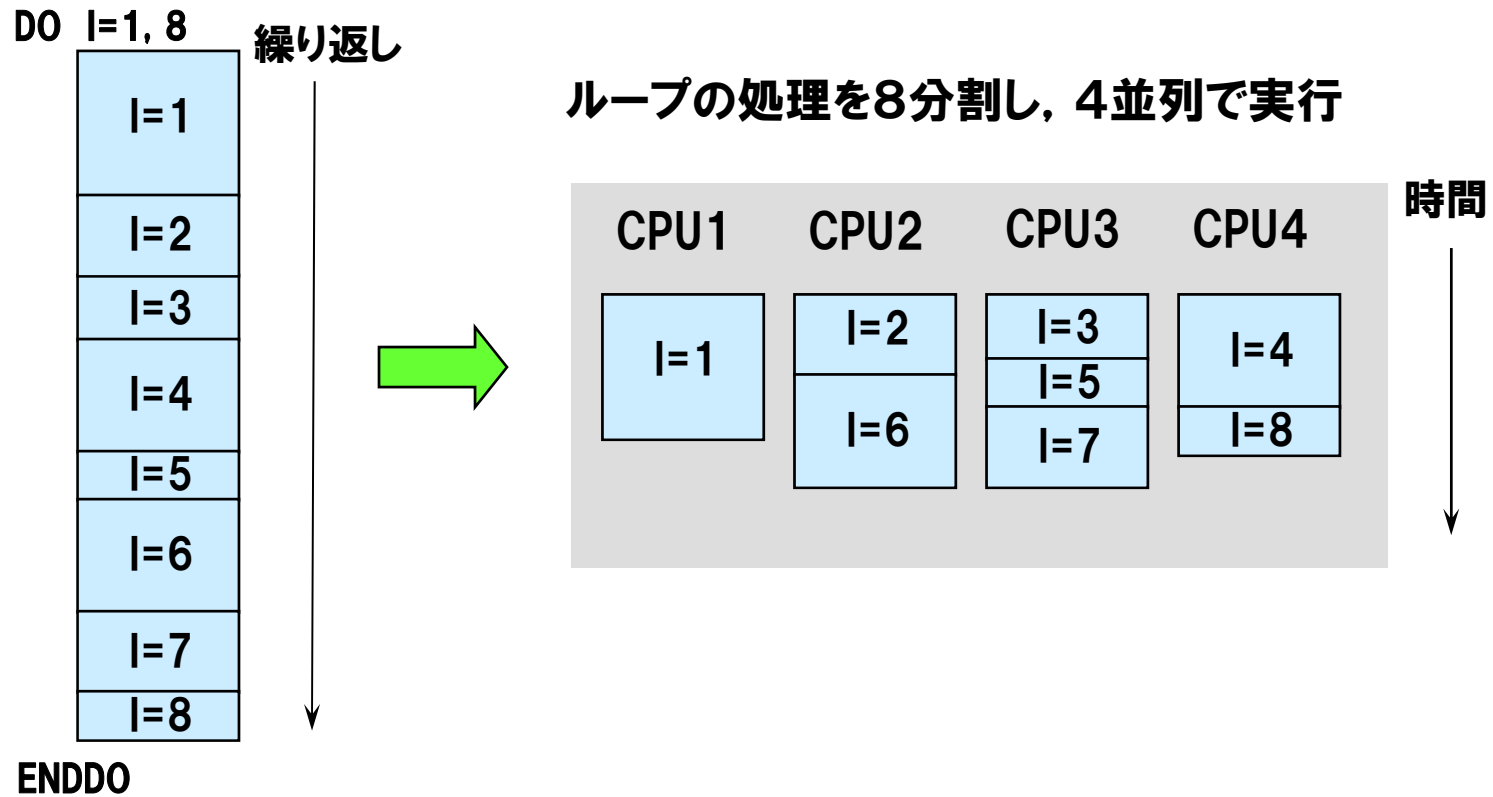 DO I=1, 8
I=1
I=2
I=3
I=4
I=5
I=6
I=7
I=8
ENDDO
繰り返し
ループの処理を8分割し, 4並列で実行
CPU1 CPU2 CPU3 CPU4
I=1
I=2
I=6
I=3
I=5
I=7
I=4
I=8
時間